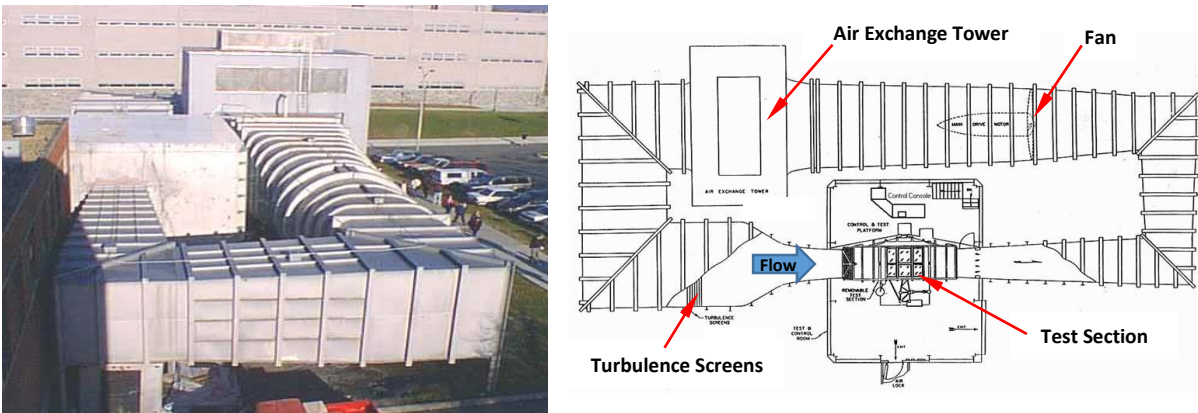 Air Exchange Tower
Fan
MAIN DRIVE MOTOR
AIR EXCHANGE TOWER
Control Console
CONTROL & TEST
PLATFORM
Flow
REMOVABLE
TEST
SECTION
TURBULENCE
SCREENS
TEST &
CONTROL
ROOM
EXIT
EXIT
AIR
LOCK
Test Section
Turbulence Screens